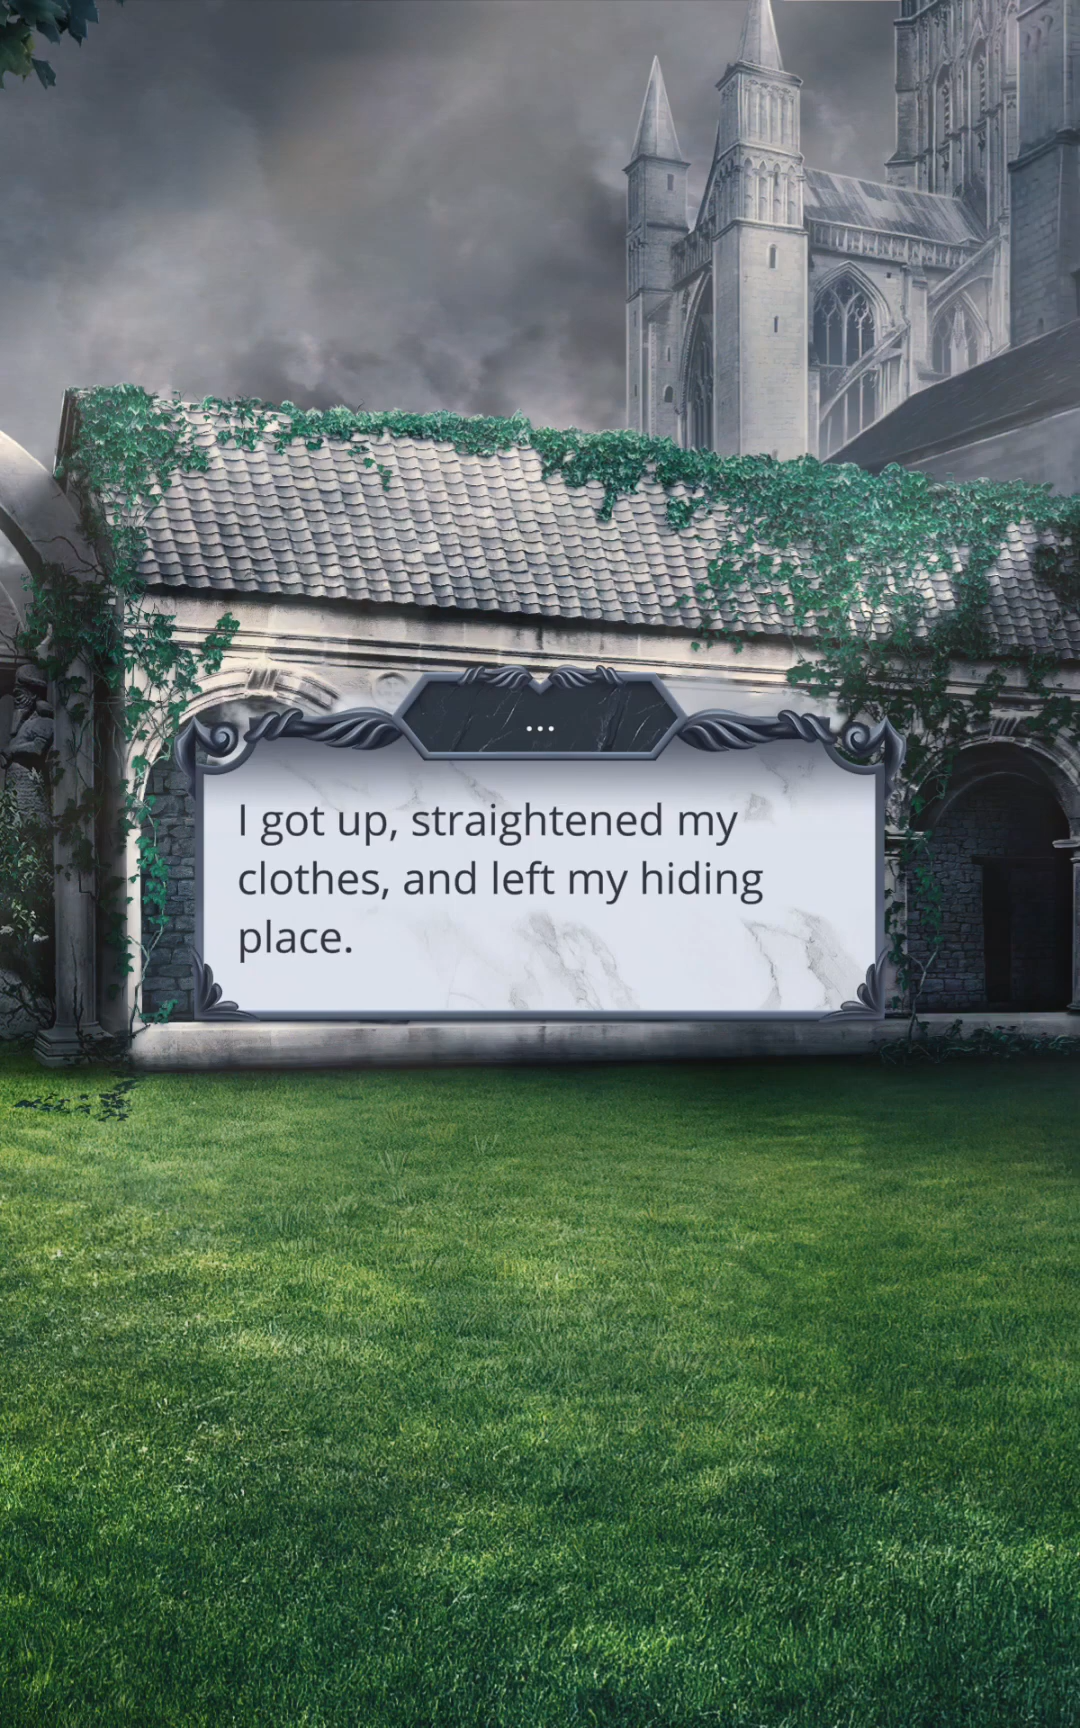 ...
I got up, straightened my
clothes, and left my hiding
place.